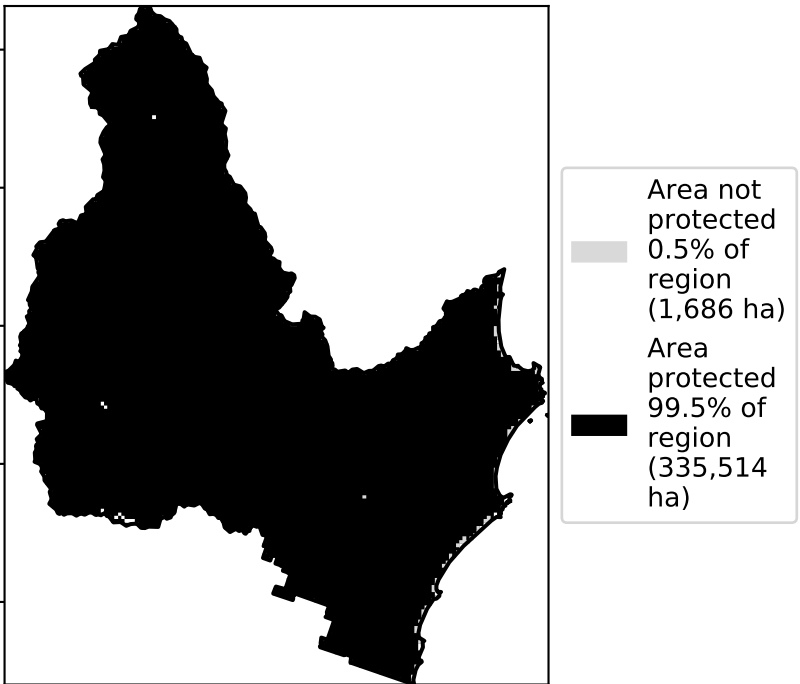 Area not
protected
0.5% of
region
(1,686 ha)
Area
protected
99.5% of
region
(335,514
ha)